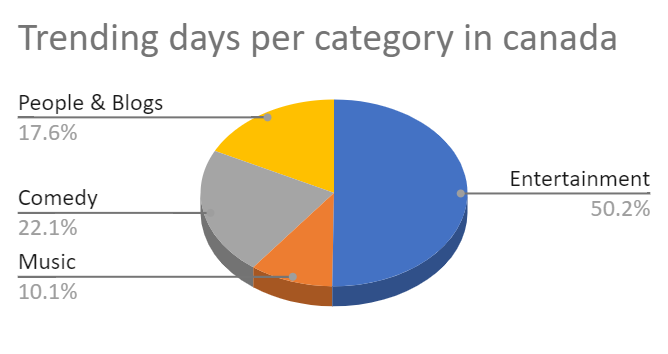 Trending days per category in canada
People & Blogs
17.6%
Entertainment
50.2%
Comedy
22.1%
Music
10.1%